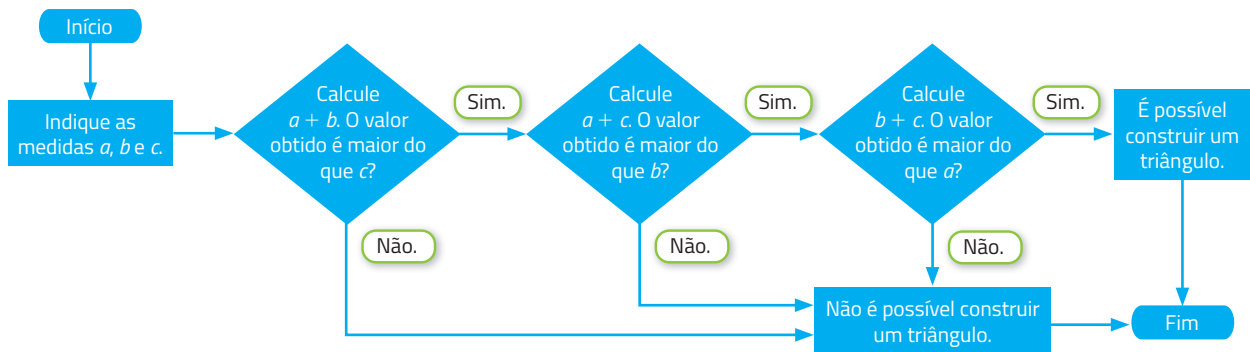 Início
Indique as
medidas a, b e c.
Calcule
a + b. O valor
obtido é maior do
que c?
Sim.
Não.
Calcule
a + c. O valor
obtido é maior do
que b?
Sim.
Não.
Calcule
b + c. O valor
obtido é maior do
que a?
Sim.
Não.
É possível
construir um
triângulo.
Não é possível construir
um triângulo.
Fim